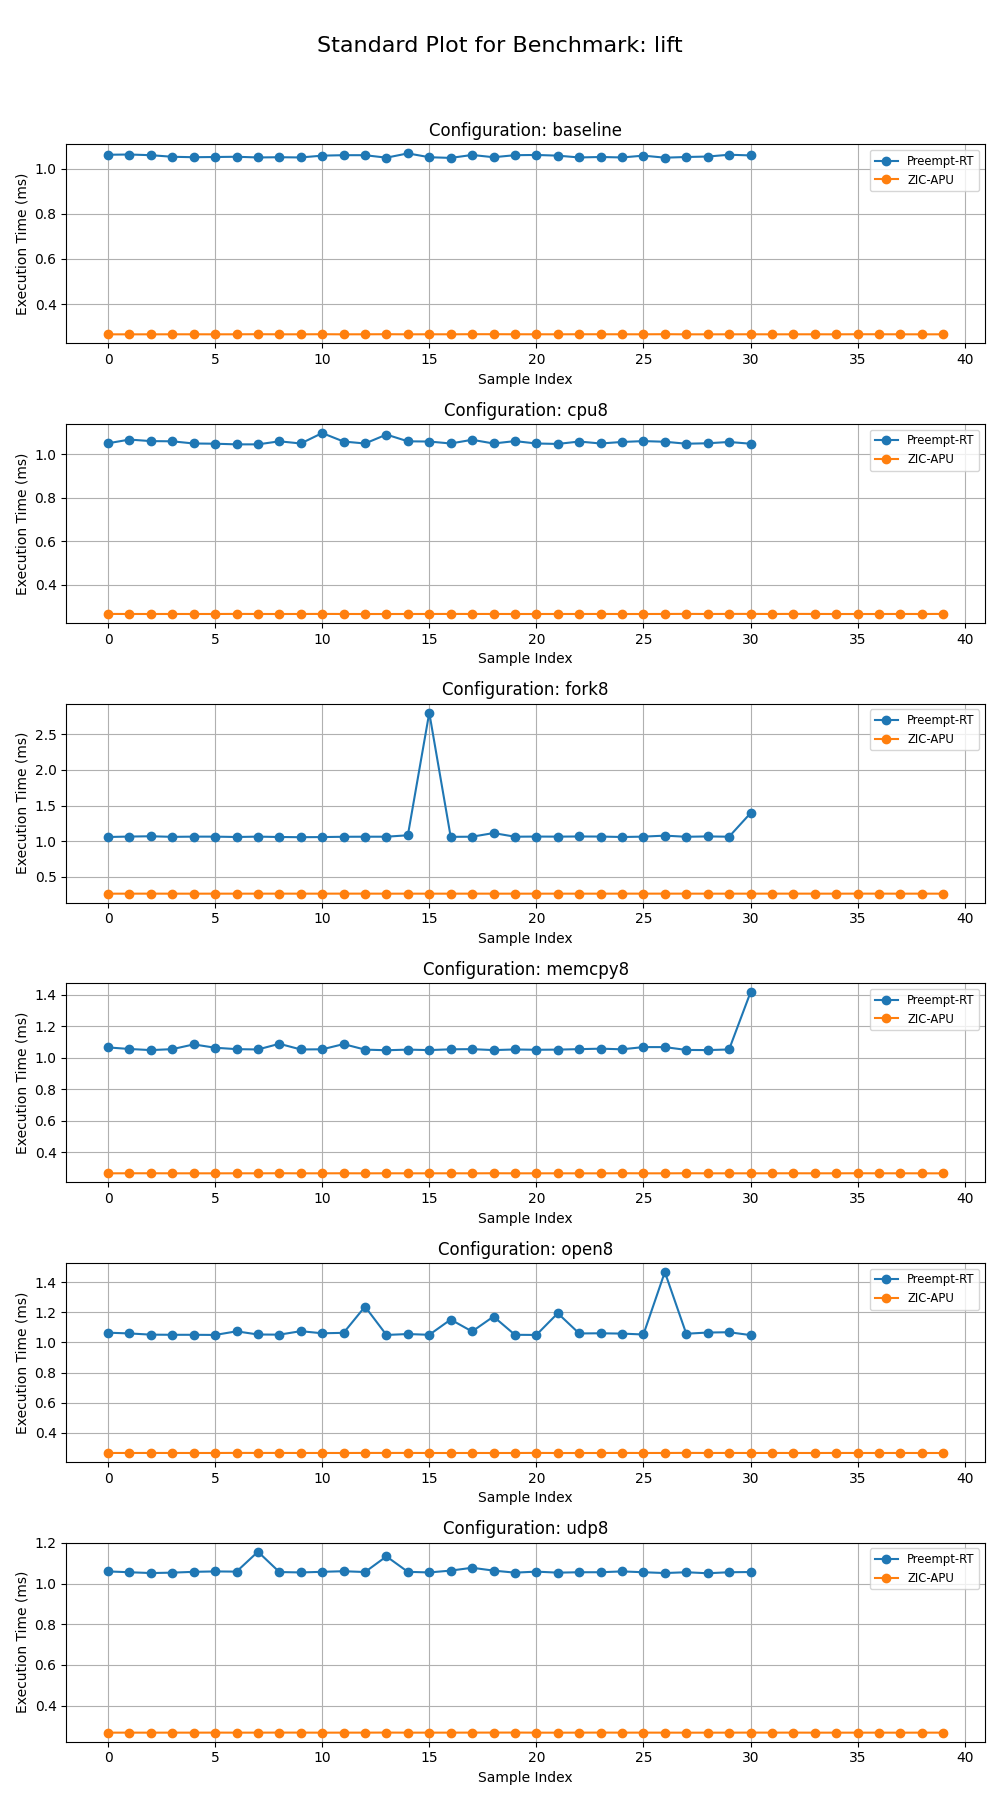 Standard Plot for Benchmark: lift
Configuration: baseline
Execution Time (ms)
1.0
0.8
0.6
0.4
Preempt-RT
ZIC-APU
0 5 10 15 20 25 30 35 40
Sample Index
Configuration: cpu8
Execution Time (ms)
1.0
0.8
0.6
0.4
Preempt-RT
ZIC-APU
0 5 10 15 20 25 30 35 40
Sample Index
Configuration: fork8
Execution Time (ms)
2.5
2.0
1.5
1.0
0.5
Preempt-RT
ZIC-APU
0 5 10 15 20 25 30 35 40
Sample Index
Configuration: memcpy8
Execution Time (ms)
1.4
1.2
1.0
0.8
0.6
0.4
Preempt-RT
ZIC-APU
0 5 10 15 20 25 30 35 40
Sample Index
Configuration: open8
Execution Time (ms)
1.4
1.2
1.0
0.8
0.6
0.4
Preempt-RT
ZIC-APU
0 5 10 15 20 25 30 35 40
Sample Index
Configuration: udp8
Execution Time (ms)
1.2
1.0
0.8
0.6
0.4
Preempt-RT
ZIC-APU
0 5 10 15 20 25 30 35 40
Sample Index